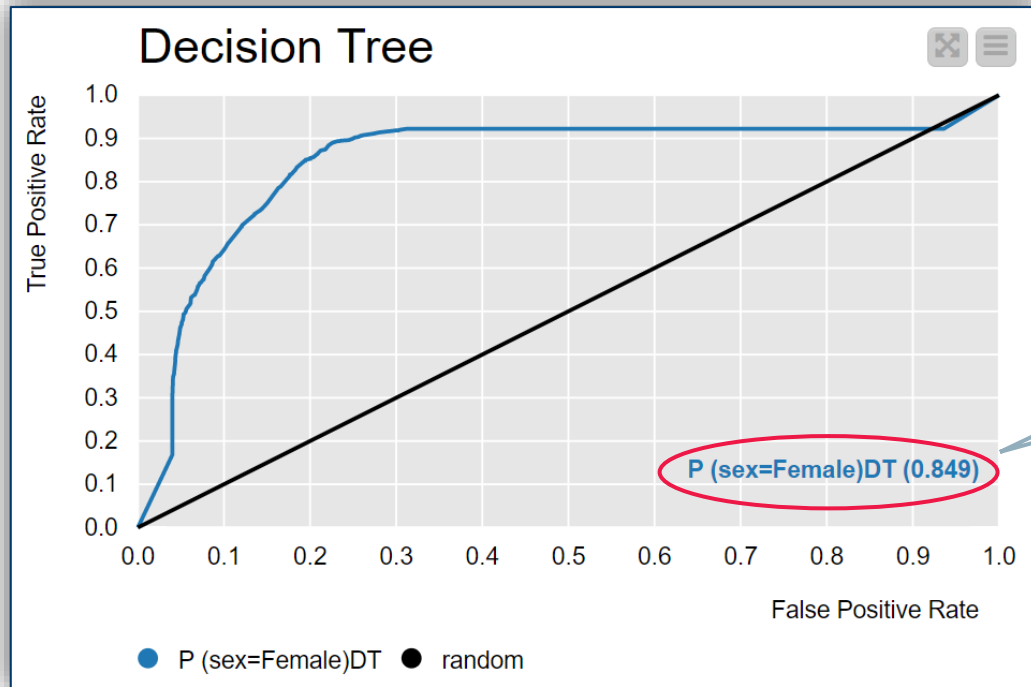 Decision Tree
True Positive Rate
1.0
0.9
0.8
0.7
0.6
0.5
0.4
0.3
0.2
0.1
0.0
P (sex=Female)DT (0.849)
0.0 0.1 0.2 0.3 0.4 0.5 0.6 0.7 0.8 0.9 1.0
False Positive Rate
P (sex=Female)DT random